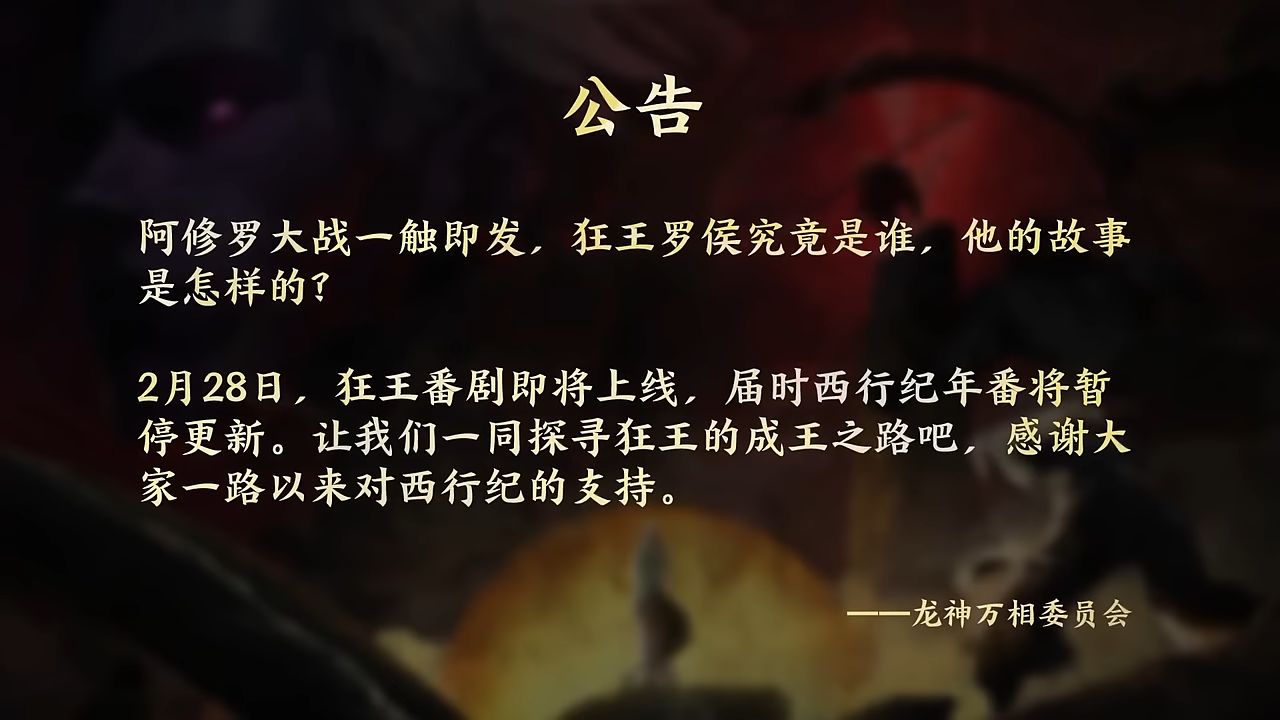 公告
阿修罗大战一触即发，狂王罗侯究竟是谁，他的故事
是怎样的？
2月28日，狂王番剧即将上线，届时西行纪年番将暂
停更新。让我们一同探寻狂王的成王之路吧，感谢大
家一路以来对西行纪的支持。
——龙神万相委员会